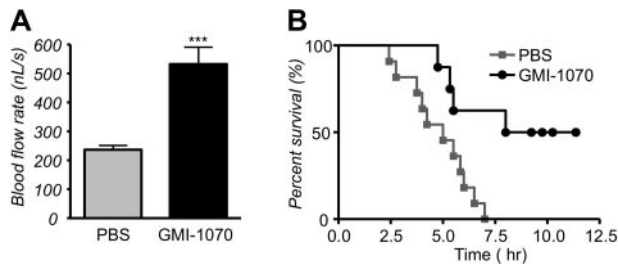 A
Blood flow rate (nL/s)
600
500
400
300
200
100
0
***
PBS
GMI-1070
B
Percent survival (%)
100
50
0
PBS
GMI-1070
0.0
2.5
5.0
7.5
10.0
12.5
Time ( hr)